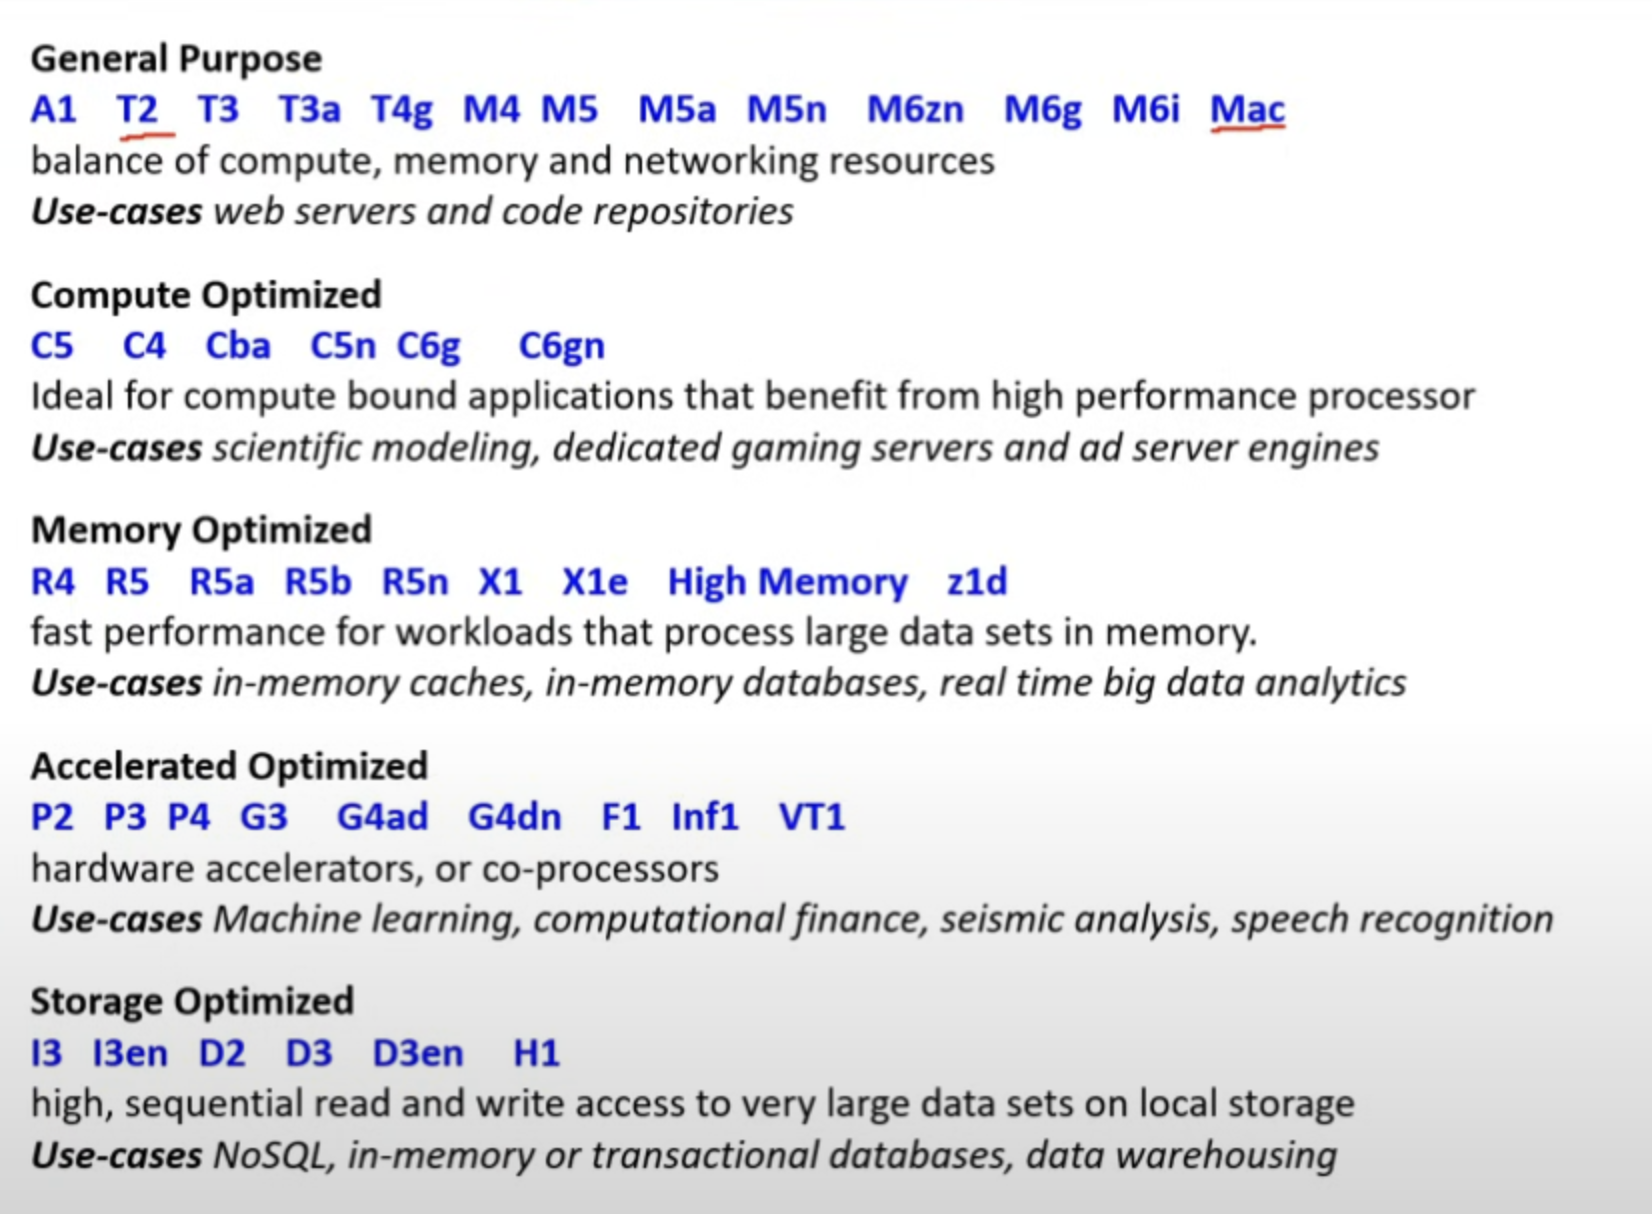 General Purpose
A1 T2 T3 T3a T4g M4 M5 M5a M5n M6zn M6g M6i Mac
balance of compute, memory and networking resources
Use-cases web servers and code repositories
Compute Optimized
C5 C4 Cba C5n C6g C6gn
Ideal for compute bound applications that benefit from high performance processor
Use-cases scientific modeling, dedicated gaming servers and ad server engines
Memory Optimized
R4 R5 R5a R5b R5n X1 X1e High Memory z1d
fast performance for workloads that process large data sets in memory.
Use-cases in-memory caches, in-memory databases, real time big data analytics
Accelerated Optimized
P2 P3 P4 G3 G4ad G4dn F1 Inf1 VT1
hardware accelerators, or co-processors
Use-cases Machine learning, computational finance, seismic analysis, speech recognition
Storage Optimized
I3 I3en D2 D3 D3en H1
high, sequential read and write access to very large data sets on local storage
Use-cases NoSQL, in-memory or transactional databases, data warehousing